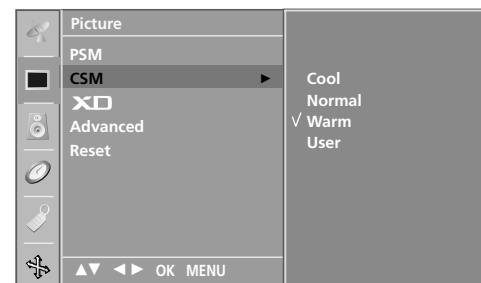 Picture
PSM
CSM ►
XD
Advanced
Reset
Cool
Normal
√ Warm
User
▲▼ ◄► OK MENU